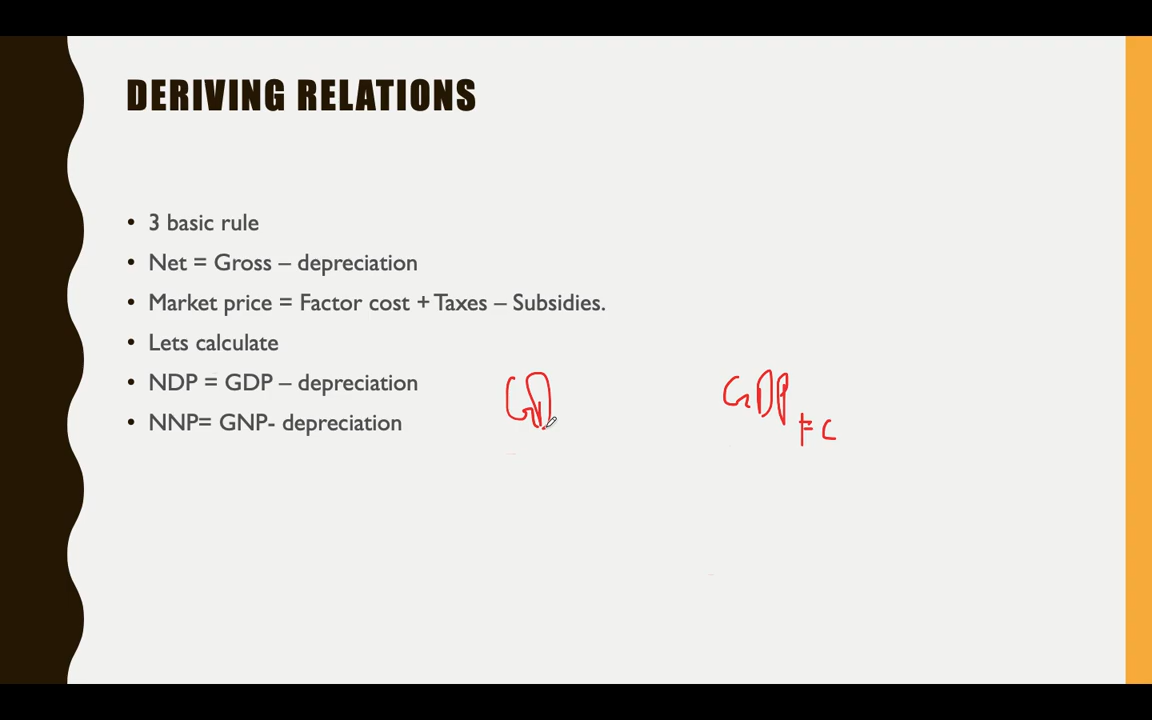 DERIVING RELATIONS
• 3 basic rule
• Net = Gross – depreciation
• Market price = Factor cost + Taxes – Subsidies.
• Lets calculate
• NDP = GDP – depreciation
• NNP= GNP- depreciation
GD
GDP FC